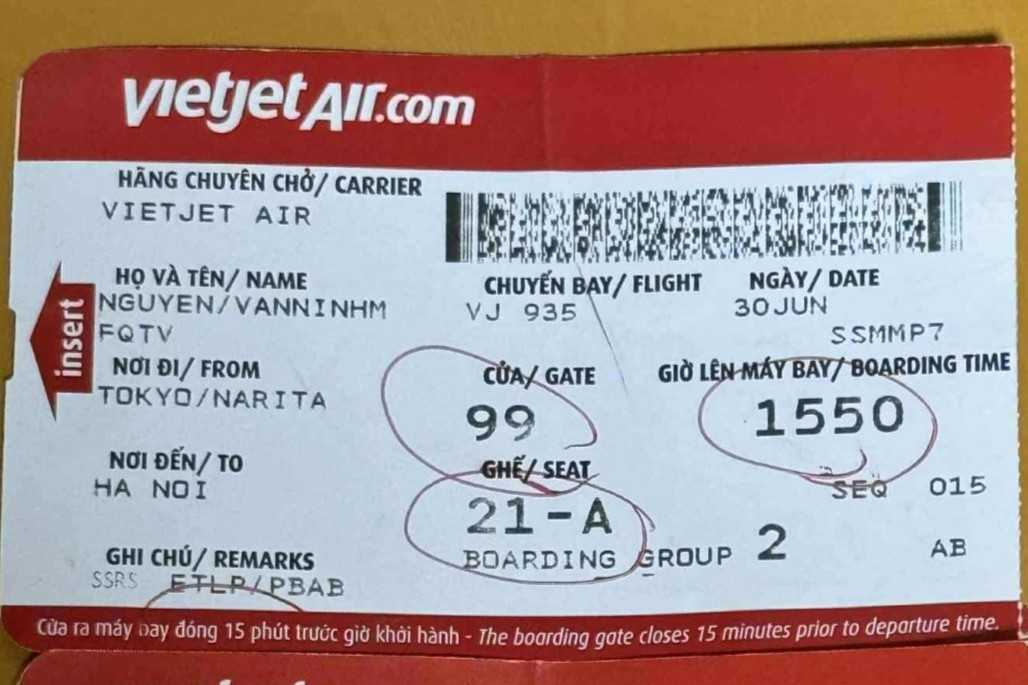 vietjetAir.com
HÃNG CHUYÊN CHỞ/ CARRIER
VIETJET AIR
HỌ VÀ TÊN/ NAME
NGUYEN/VANNINHM
FQTV
CHUYẾN BAY/ FLIGHT
VJ 935
NGÀY/ DATE
30JUN
SSMMP7
insert
NƠI ĐI/ FROM
TOKYO/NARITA
CỬA/ GATE
99
GIỜ LÊN MÁY BAY/ BOARDING TIME
1550
NƠI ĐẾN/ TO
HA NOI
GHẾ/ SEAT
21-A
SEQ 015
BOARDING GROUP 2
AB
GHI CHÚ/ REMARKS
SSRS ETLP/PBAB
Cửa ra máy bay đóng 15 phút trước giờ khởi hành - The boarding gate closes 15 minutes prior to departure time.